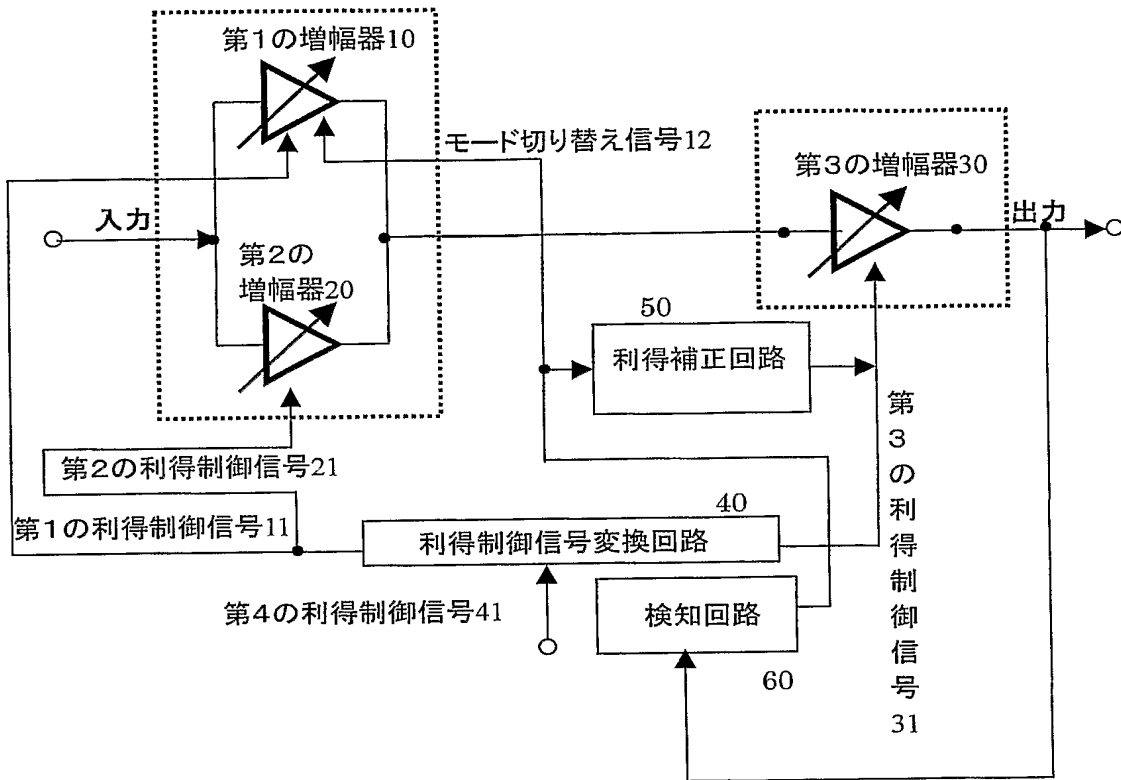 第1の増幅器10
モード切り替え信号12
第3の増幅器30
入力
出力
第2の
増幅器20
50
利得補正回路
第2の利得制御信号21
第1の利得制御信号11
40
利得制御信号変換回路
第4の利得制御信号41
検知回路
60
第3の利得制御信号31